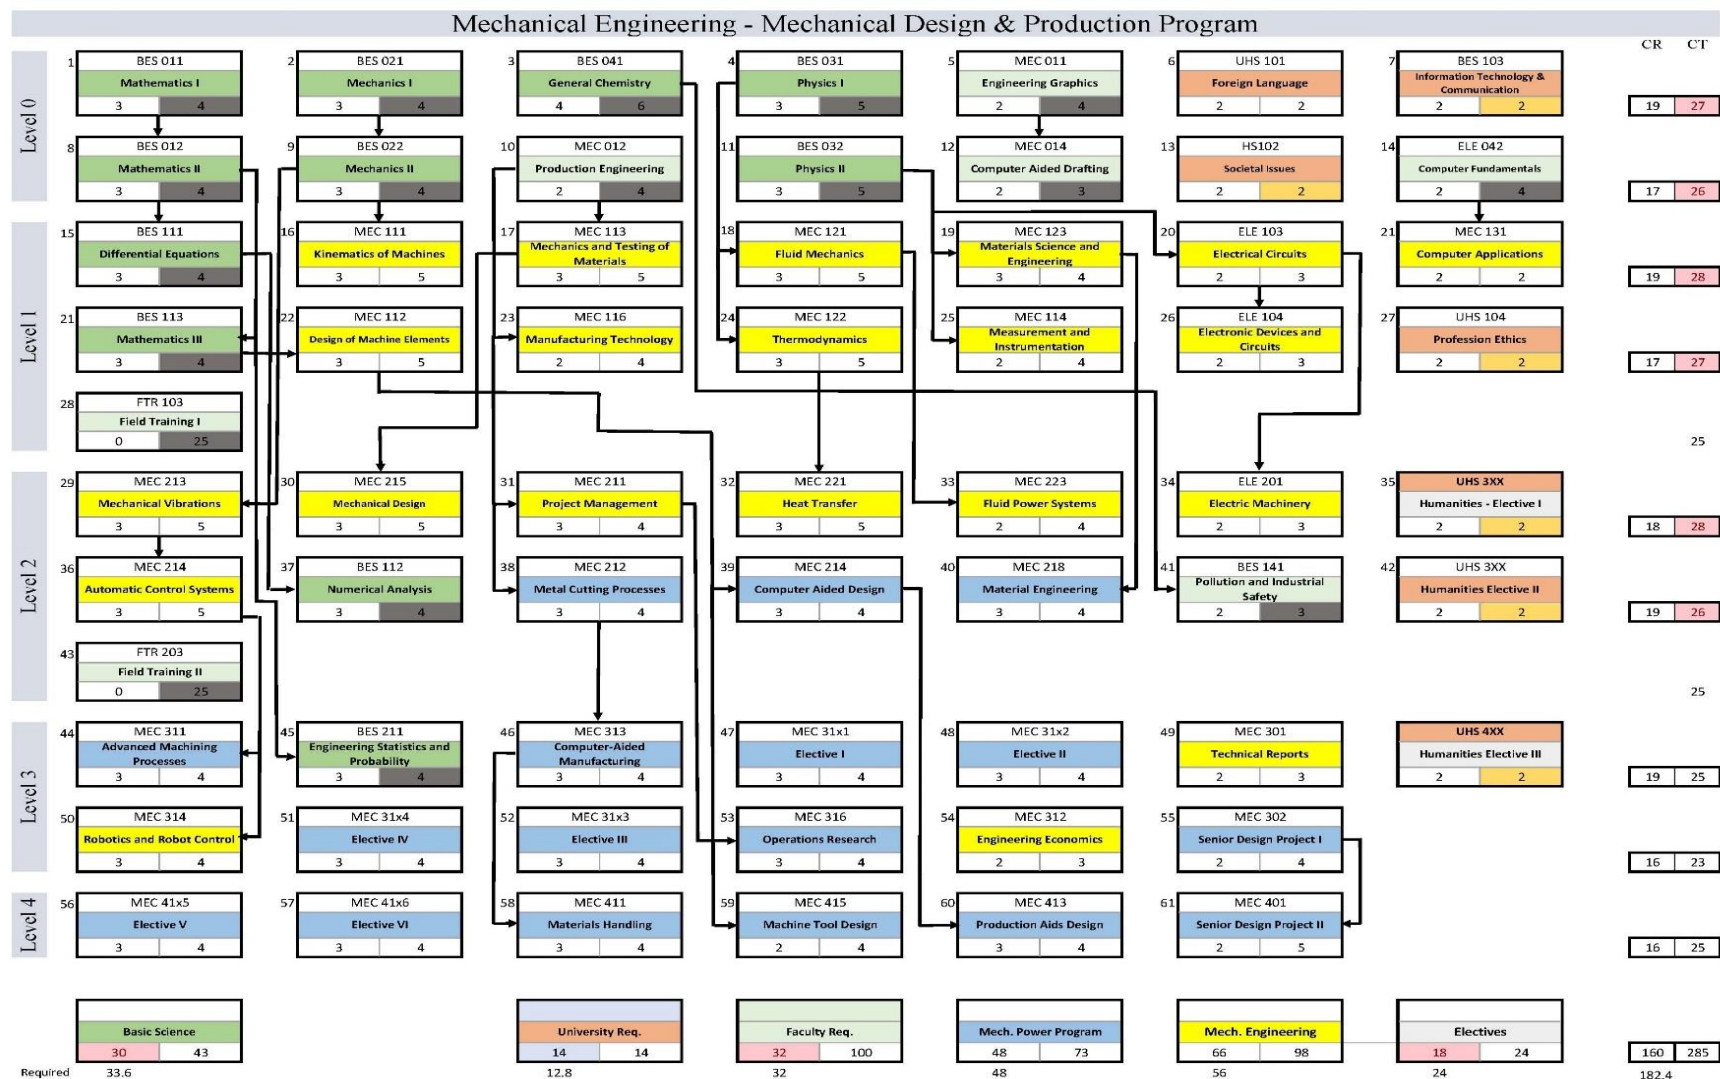 Mechanical Engineering - Mechanical Design & Production Program
CR CT
Level 0
1 BES 011
Mathematics I
3 4
2 BES 021
Mechanics I
3 4
3 BES 041
General Chemistry
4 6
4 BES 031
Physics I
3 5
5 MEC 011
Engineering Graphics
2 4
6 UHS 101
Foreign Language
2 2
7 BES 103
Information Technology &
Communication
2 2
19 27
8 BES 012
Mathematics II
3 4
9 BES 022
Mechanics II
3 4
10 MEC 012
Production Engineering
2 4
11 BES 032
Physics II
3 5
12 MEC 014
Computer Aided Drafting
2 3
13 HS102
Societal Issues
2 2
14 ELE 042
Computer Fundamentals
2 4
17 26
Level 1
15 BES 111
Differential Equations
3 4
16 MEC 111
Kinematics of Machines
3 5
17 MEC 113
Mechanics and Testing of
Materials
3 5
18 MEC 121
Fluid Mechanics
3 5
19 MEC 123
Materials Science and
Engineering
3 4
20 ELE 103
Electrical Circuits
2 3
21 MEC 131
Computer Applications
2 2
19 28
21 BES 113
Mathematics III
3 4
22 MEC 112
Design of Machine Elements
3 5
23 MEC 116
Manufacturing Technology
2 4
24 MEC 122
Thermodynamics
3 5
25 MEC 114
Measurement and
Instrumentation
2 4
26 ELE 104
Electronic Devices and
Circuits
2 3
27 UHS 104
Profession Ethics
2 2
17 27
28 FTR 103
Field Training I
0 25
25
Level 2
29 MEC 213
Mechanical Vibrations
3 5
30 MEC 215
Mechanical Design
3 5
31 MEC 211
Project Management
3 4
32 MEC 221
Heat Transfer
3 5
33 MEC 223
Fluid Power Systems
2 4
34 ELE 201
Electric Machinery
2 3
35 UHS 3XX
Humanities - Elective I
2 2
18 28
36 MEC 214
Automatic Control Systems
3 5
37 BES 112
Numerical Analysis
3 4
38 MEC 212
Metal Cutting Processes
3 4
39 MEC 214
Computer Aided Design
3 4
40 MEC 218
Material Engineering
3 4
41 BES 141
Pollution and Industrial
Safety
2 3
42 UHS 3XX
Humanities Elective II
2 2
19 26
43 FTR 203
Field Training II
0 25
25
Level 3
44 MEC 311
Advanced Machining
Processes
3 4
45 BES 211
Engineering Statistics and
Probability
3 4
46 MEC 313
Computer-Aided
Manufacturing
3 4
47 MEC 31x1
Elective I
3 4
48 MEC 31x2
Elective II
3 4
49 MEC 301
Technical Reports
2 3
UHS 4XX
Humanities Elective III
2 2
19 25
50 MEC 314
Robotics and Robot Control
3 4
51 MEC 31x4
Elective IV
3 4
52 MEC 31x3
Elective III
3 4
53 MEC 316
Operations Research
3 4
54 MEC 312
Engineering Economics
2 3
55 MEC 302
Senior Design Project I
2 4
16 23
Level 4
56 MEC 41x5
Elective V
3 4
57 MEC 41x6
Elective VI
3 4
58 MEC 411
Materials Handling
3 4
59 MEC 415
Machine Tool Design
2 4
60 MEC 413
Production Aids Design
3 4
61 MEC 401
Senior Design Project II
2 5
16 25
Basic Science
30 43
University Req.
14 14
Faculty Req.
32 100
Mech. Power Program
48 73
Mech. Engineering
66 98
Electives
18 24
160 285
Required 33.6 12.8 32 48 56 24 182.4